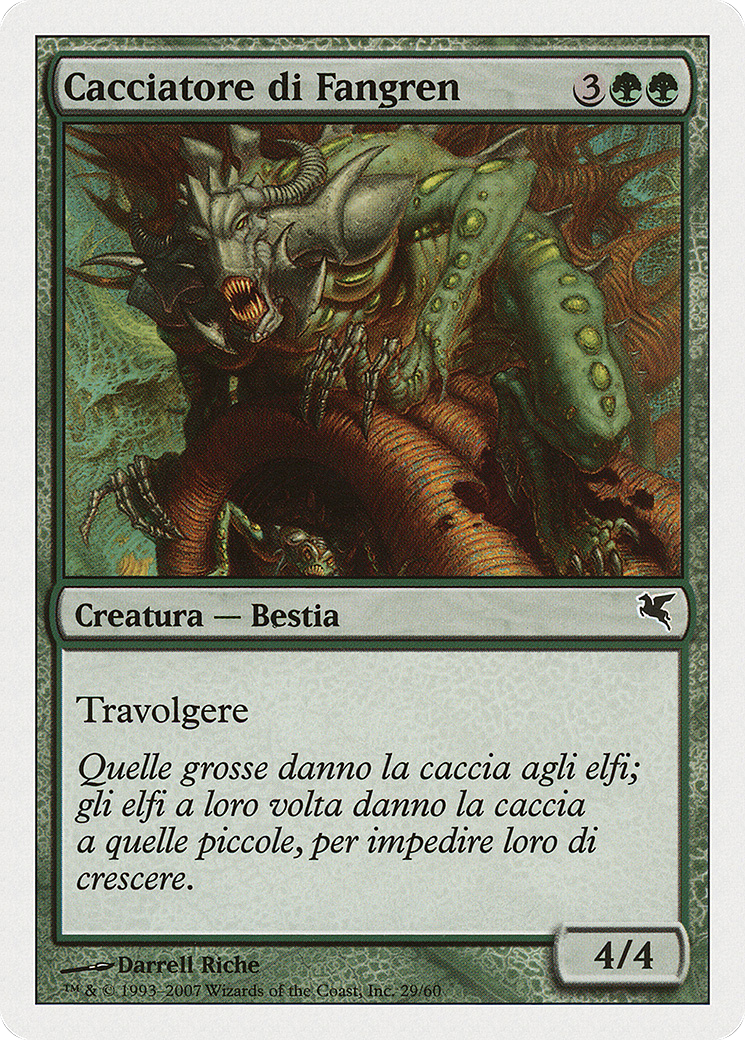 Cacciatore di Fangren 3
Creatura — Bestia
Travolgere
Quelle grosse danno la caccia agli elfi;
gli elfi a loro volta danno la caccia
a quelle piccole, per impedire loro di
crescere.
4/4
Darrell Riche
™ & © 1993–2007 Wizards of the Coast, Inc. 29/60